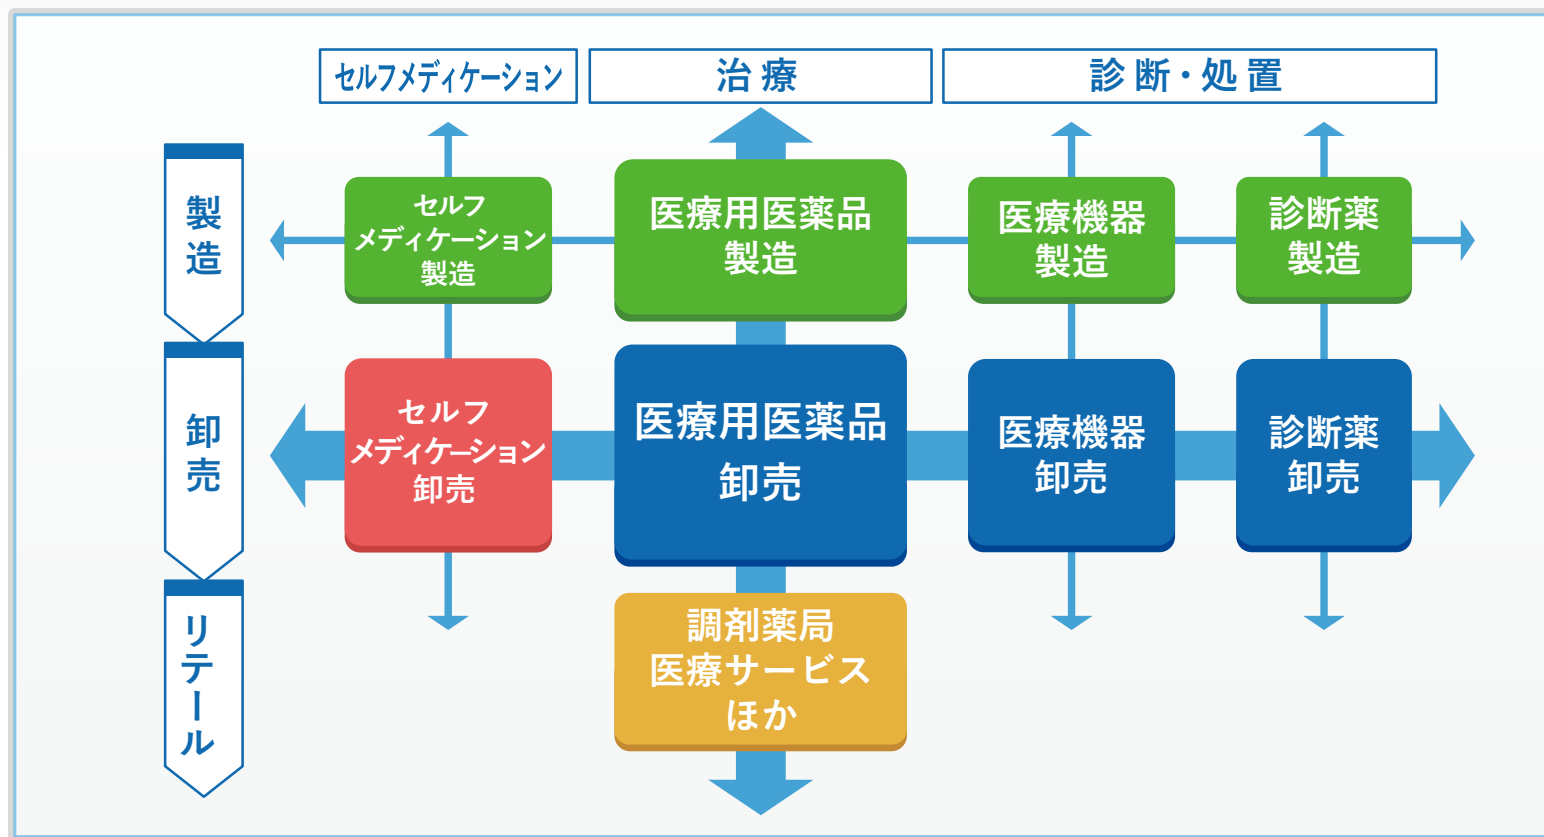 セルフメディケーション
治療
診断・処置
製造
セルフ
メディケーション
製造
医療用医薬品
製造
医療機器
製造
診断薬
製造
卸売
セルフ
メディケーション
卸売
医療用医薬品
卸売
医療機器
卸売
診断薬
卸売
リテール
調剤薬局
医療サービス
ほか